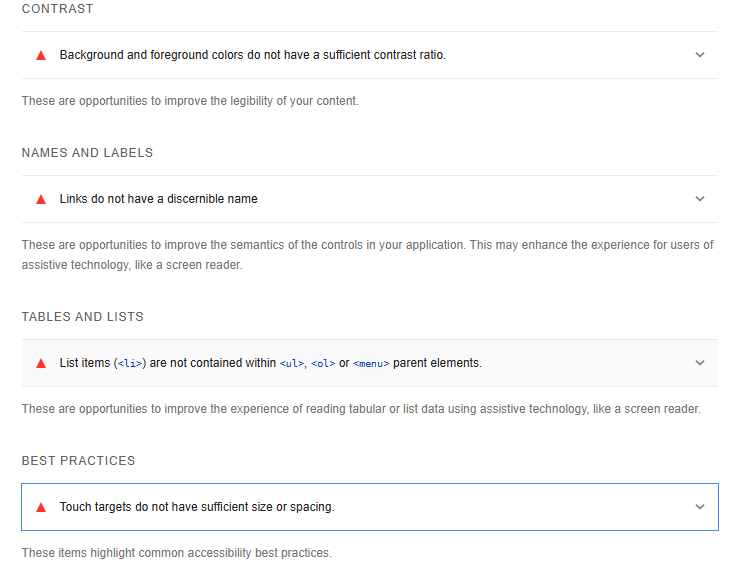 CONTRAST
Background and foreground colors do not have a sufficient contrast ratio.
These are opportunities to improve the legibility of your content.
NAMES AND LABELS
Links do not have a discernible name
These are opportunities to improve the semantics of the controls in your application. This may enhance the experience for users of
assistive technology, like a screen reader.
TABLES AND LISTS
List items (<li>) are not contained within <ul>, <ol> or <menu> parent elements.
These are opportunities to improve the experience of reading tabular or list data using assistive technology, like a screen reader.
BEST PRACTICES
Touch targets do not have sufficient size or spacing.
These items highlight common accessibility best practices.